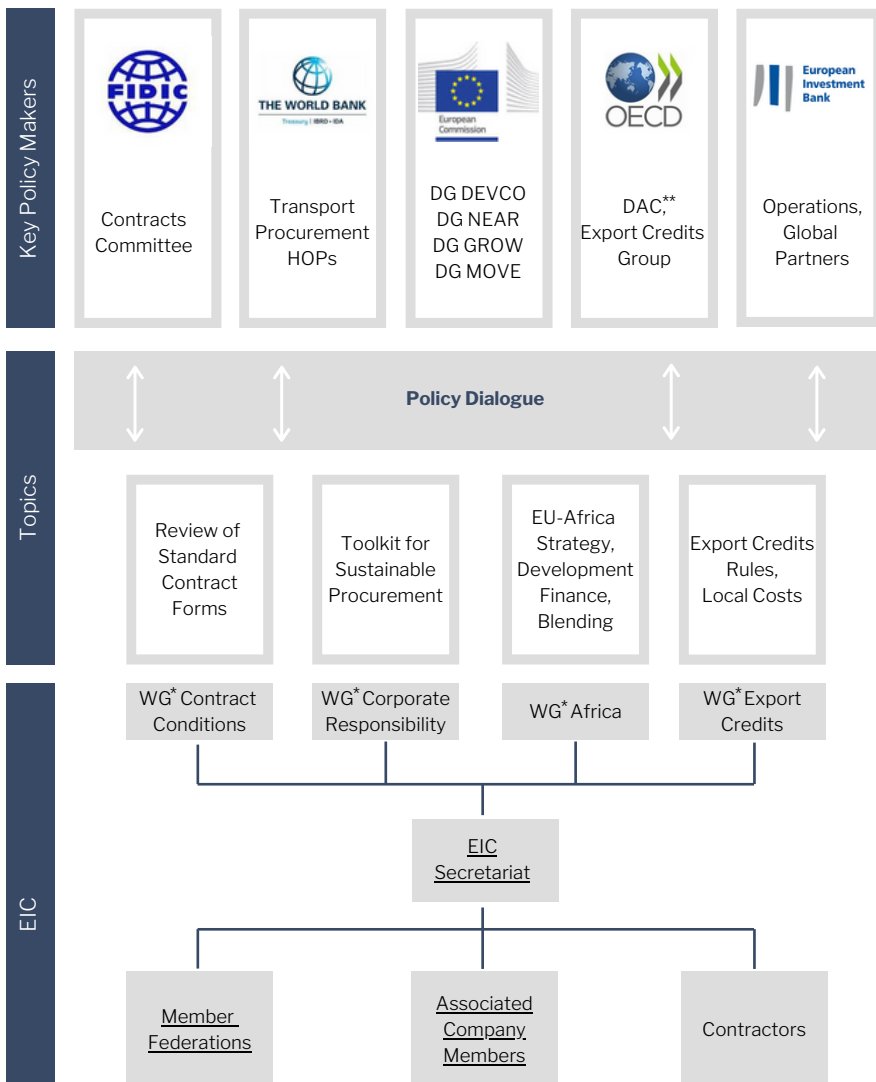 Key Policy Makers
FIDIC
Contracts
Committee
THE WORLD BANK
Treasury | IBRD • IDA
Transport
Procurement
HOPs
European
Commission
DG DEVCO
DG NEAR
DG GROW
DG MOVE
OECD
DAC,**
Export Credits
Group
European
Investment
Bank
Operations,
Global
Partners
Topics
Policy Dialogue
Review of
Standard
Contract
Forms
Toolkit for
Sustainable
Procurement
EU-Africa
Strategy,
Development
Finance,
Blending
Export Credits
Rules,
Local Costs
EIC
WG* Contract
Conditions
WG* Corporate
Responsibility
WG* Africa
WG* Export
Credits
EIC
Secretariat
Member
Federations
Associated
Company
Members
Contractors